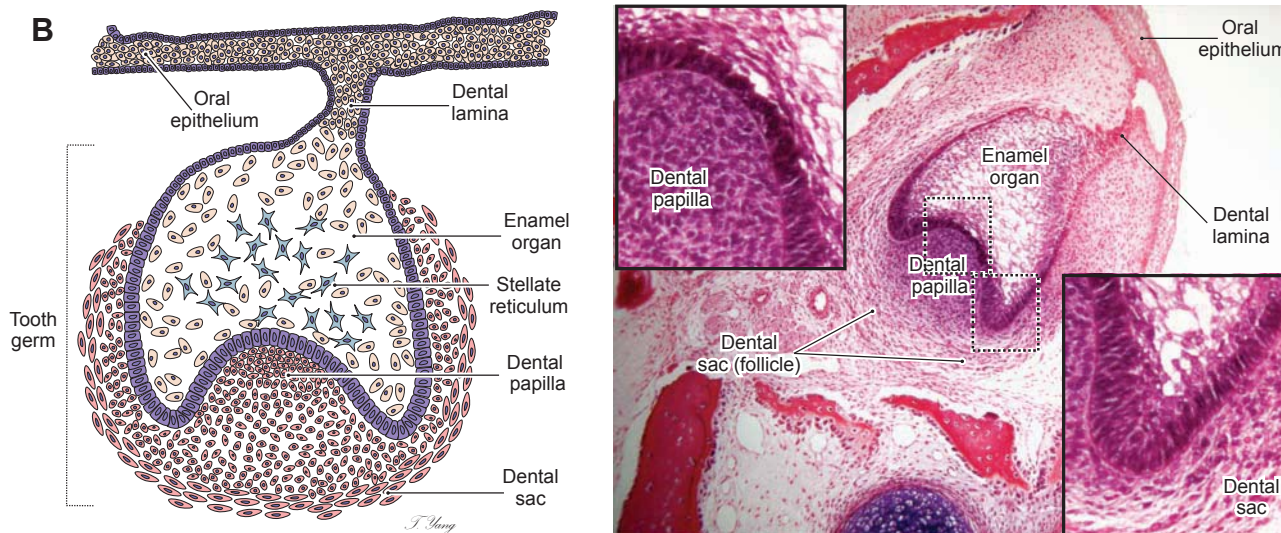 B
Oral
epithelium
Dental
lamina
Tooth
germ
Enamel
organ
Stellate
reticulum
Dental
papilla
Dental
sac
T. Yang
Dental
papilla
Enamel
organ
Dental
papilla
Dental
sac (follicle)
Oral
epithelium
Dental
lamina
Dental
sac